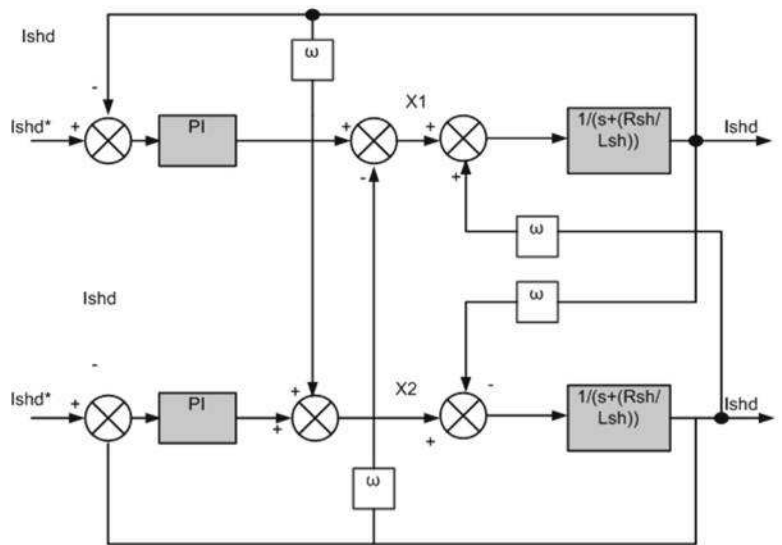 Ishd
ω
-
X1
Ishd*
+
PI
+
-
+
+
1/(s+(Rsh/
Lsh))
Ishd
ω
ω
Ishd
-
Ishd*
+
PI
+
+
X2
-
+
1/(s+(Rsh/
Lsh))
Ishd
ω